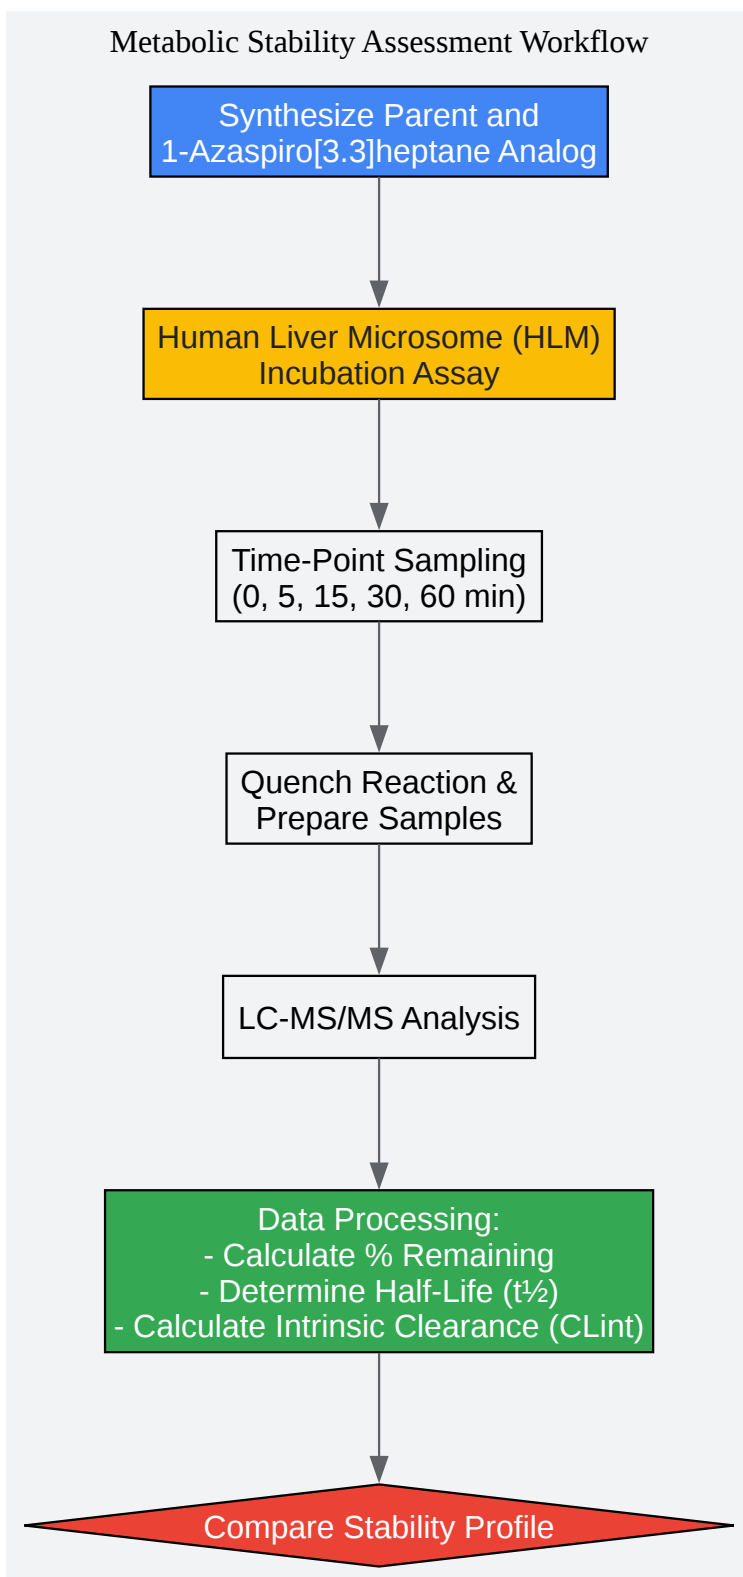 Metabolic Stability Assessment Workflow
Synthesize Parent and
1-Azaspiro[3.3]heptane Analog
Human Liver Microsome (HLM)
Incubation Assay
Time-Point Sampling
(0, 5, 15, 30, 60 min)
Quench Reaction &
Prepare Samples
LC-MS/MS Analysis
Data Processing:
- Calculate % Remaining
- Determine Half-Life (t½)
- Calculate Intrinsic Clearance (CLint)
Compare Stability Profile